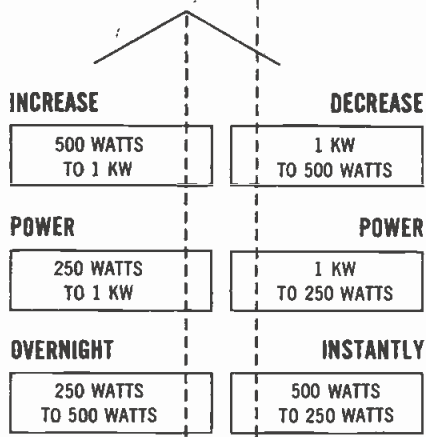 INCREASE
DECREASE
500 WATTS
TO 1 KW
1 KW
TO 500 WATTS
POWER
POWER
250 WATTS
TO 1 KW
1 KW
TO 250 WATTS
OVERNIGHT
INSTANTLY
250 WATTS
TO 500 WATTS
500 WATTS
TO 250 WATTS